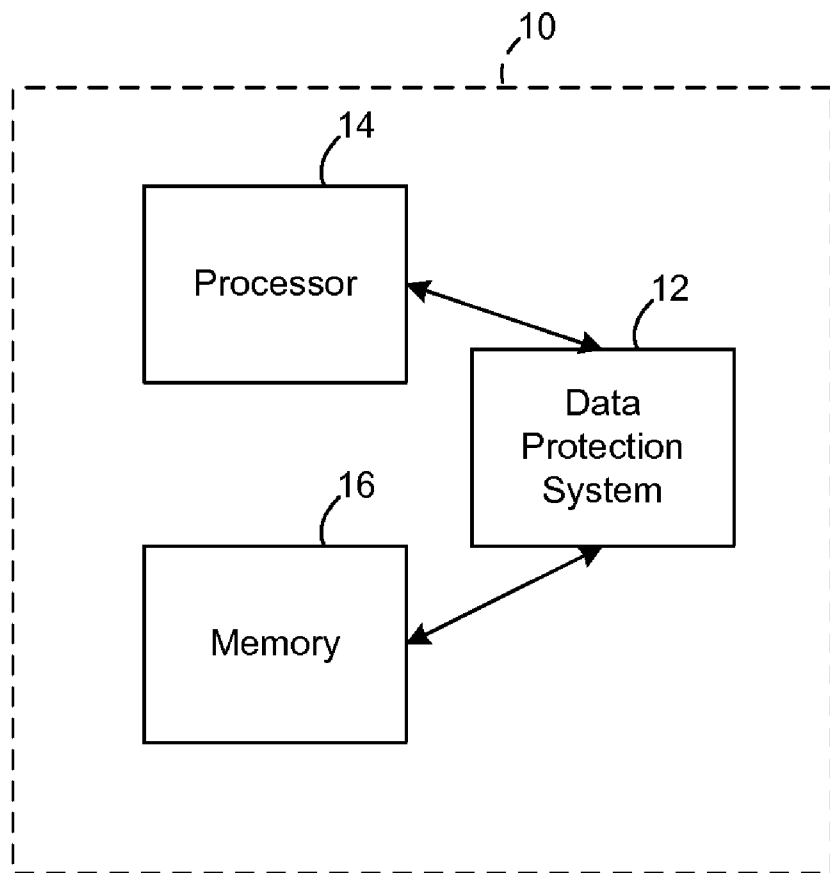 10
14
Processor
12
Data
Protection
System
16
Memory